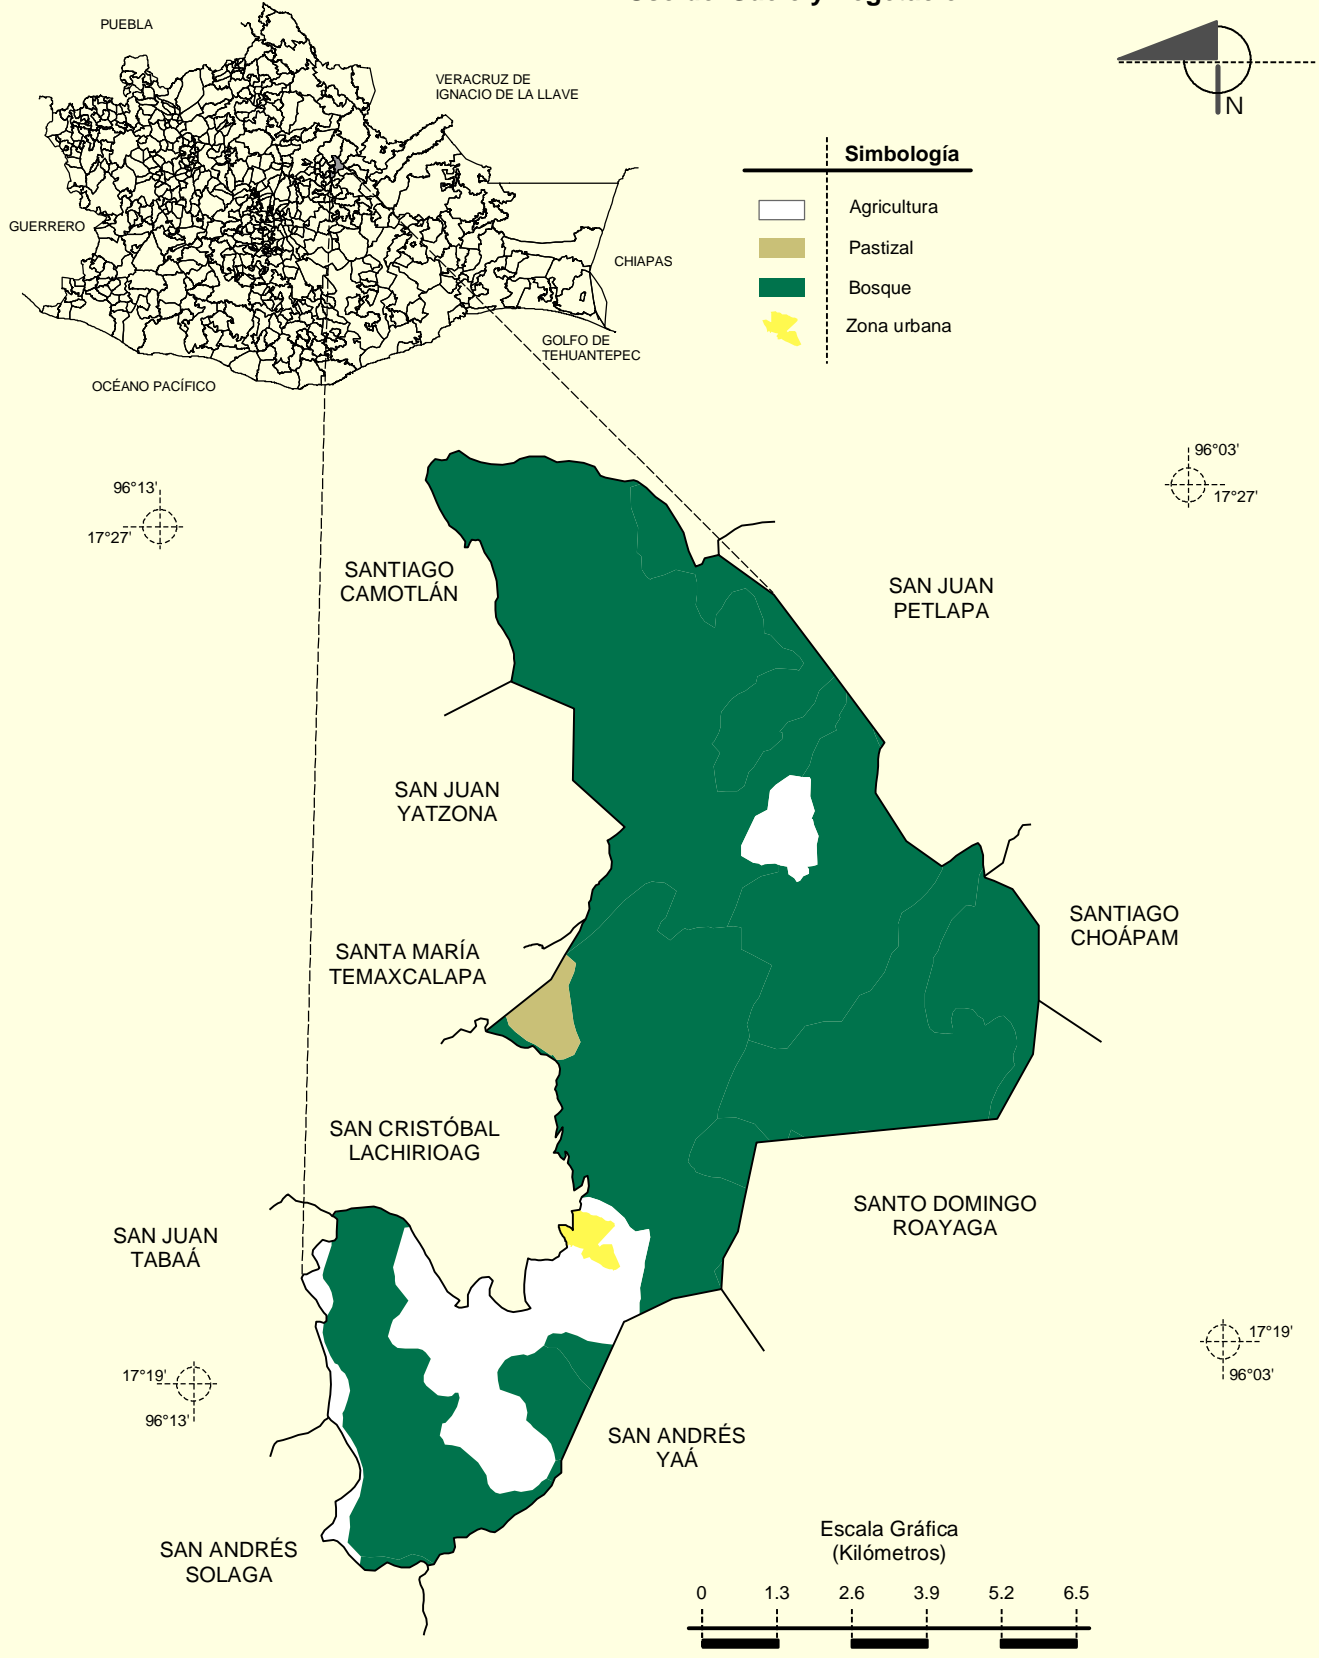 PUEBLA
VERACRUZ DE
IGNACIO DE LA LLAVE
GUERRERO
CHIAPAS
GOLFO DE
TEHUANTEPEC
OCÉANO PACÍFICO
N
Simbología
Agricultura
Pastizal
Bosque
Zona urbana
96°13'
17°27'
96°03'
17°27'
SANTIAGO
CAMOTLÁN
SAN JUAN
PETLAPA
SAN JUAN
YATZONA
SANTIAGO
CHOÁPAM
SANTA MARÍA
TEMAXCALAPA
SAN CRISTÓBAL
LACHIRIOAG
SANTO DOMINGO
ROAYAGA
SAN JUAN
TABAÁ
17°19'
96°13'
17°19'
96°03'
SAN ANDRÉS
YAÁ
SAN ANDRÉS
SOLAGA
Escala Gráfica
(Kilómetros)
0 1.3 2.6 3.9 5.2 6.5